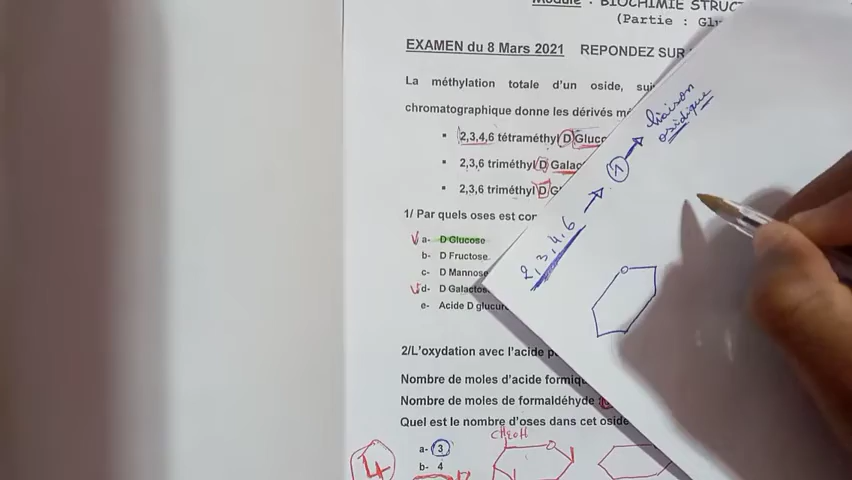 Module : BIOCHIMIE STRUCT
(Partie : Glu
EXAMEN du 8 Mars 2021 REPONDEZ SUR
La méthylation totale d'un oside, sui
chromatographique donne les dérivés m
2,3,4,6 tétraméthyl D Gluco
2,3,6 triméthyl D Galac
2,3,6 triméthyl D G
1/ Par quels oses est con
a- D Glucose
b- D Fructose
c- D Mannose
d- D Galactos
e- Acide D glucur
2,3,4,6
1
liaison
osidique
2/L'oxydation avec l'acide p
Nombre de moles d'acide formiq
Nombre de moles de formaldéhyde :
Quel est le nombre d'oses dans cet oside
a- 3
b- 4
4
CH2OH
O
O